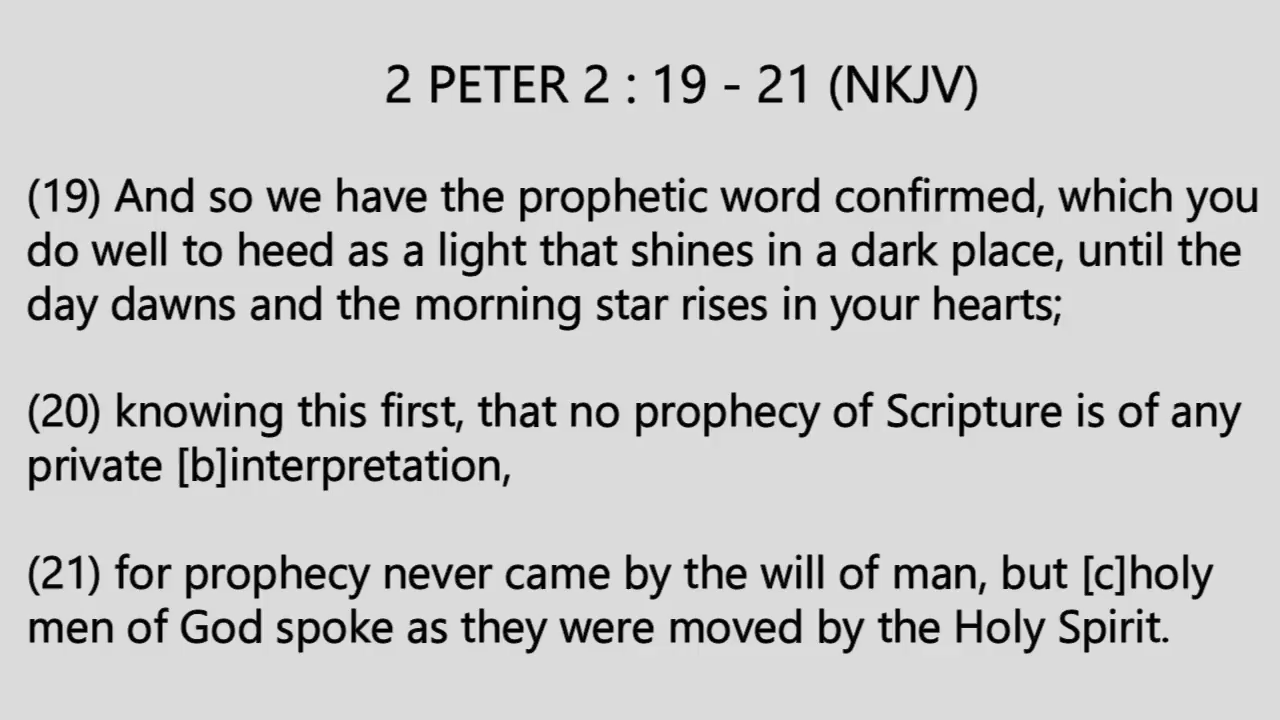 2 PETER 2 : 19 - 21 (NKJV)
(19) And so we have the prophetic word confirmed, which you
do well to heed as a light that shines in a dark place, until the
day dawns and the morning star rises in your hearts;
(20) knowing this first, that no prophecy of Scripture is of any
private [b]interpretation,
(21) for prophecy never came by the will of man, but [c]holy
men of God spoke as they were moved by the Holy Spirit.